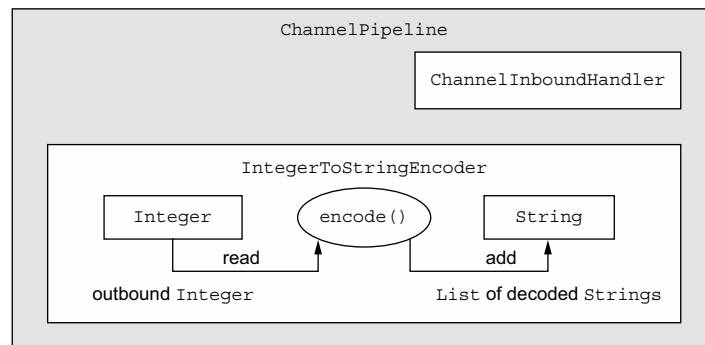 ChannelPipeline
ChannelInboundHandler
IntegerToStringEncoder
Integer
encode()
String
read
add
outbound Integer
List of decoded Strings